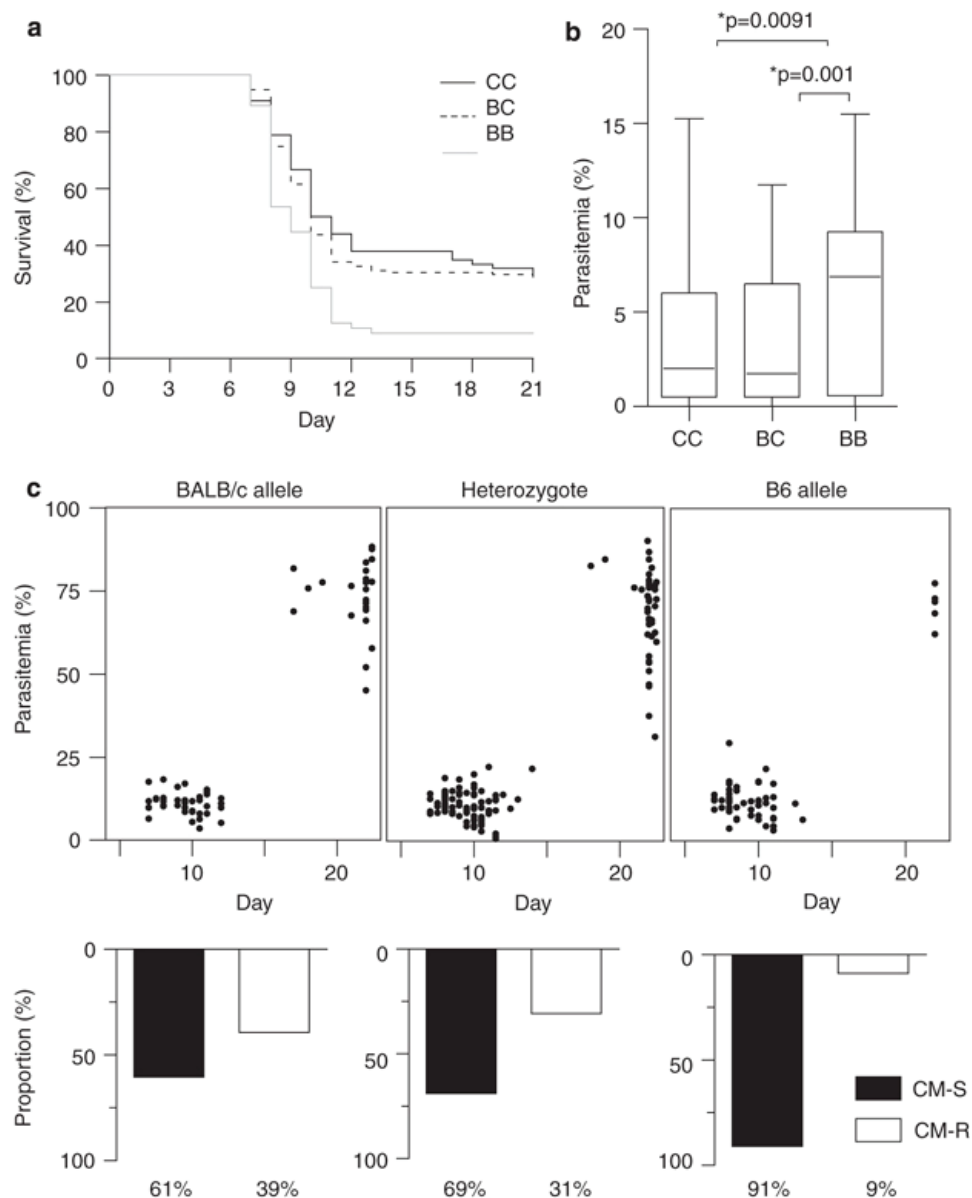 a
100
80
60
40
20
0
Survival (%)
0 3 6 9 12 15 18 21
Day
CC
BC
BB
b
20
15
10
5
0
Parasitemia (%)
*p=0.0091
*p=0.001
CC BC BB
c
BALB/c allele Heterozygote B6 allele
100
75
50
25
0
Parasitemia (%)
10 20 10 20 10 20
Day Day Day
Proportion (%)
0
50
100
61% 39%
0
50
100
69% 31%
0
50
100
91% 9%
CM-S
CM-R